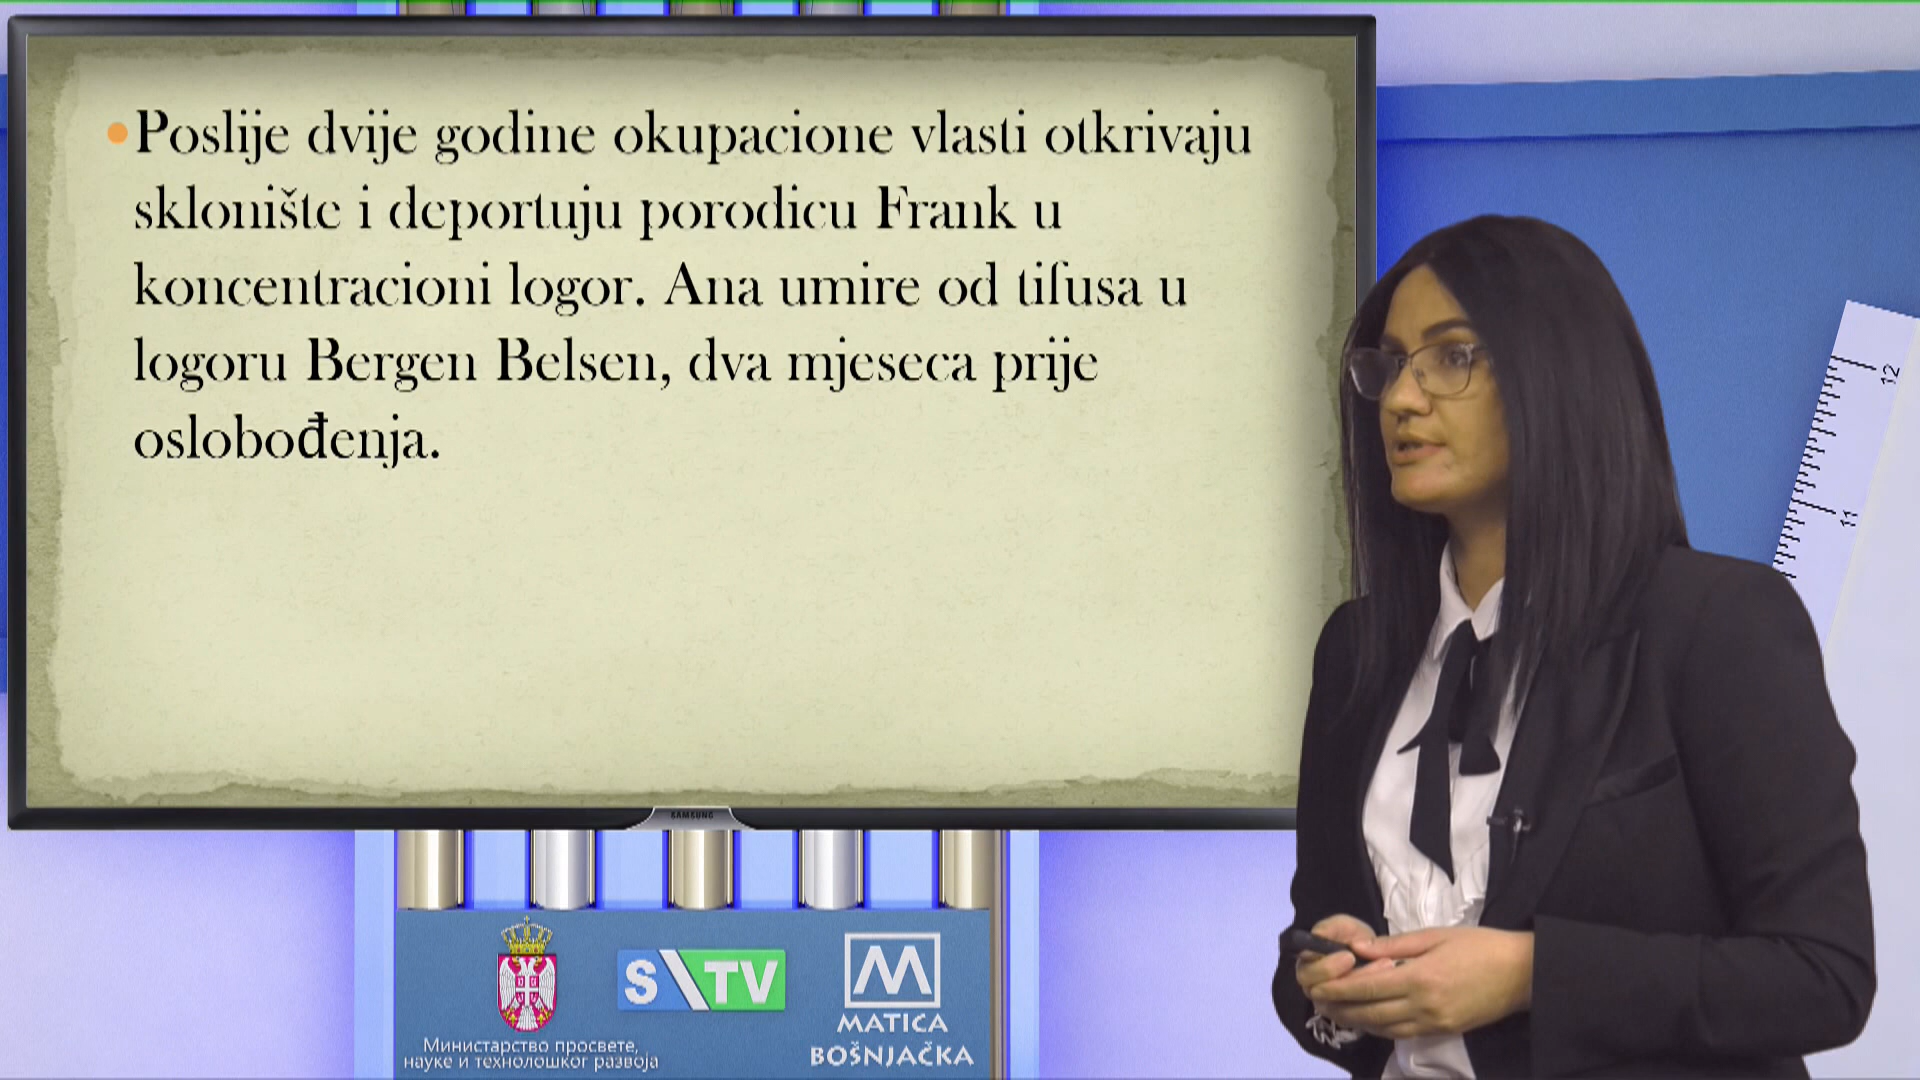 Poslije dvije godine okupacione vlasti otkrivaju
sklonište i deportuju porodicu Frank u
koncentracioni logor. Ana umire od tifusa u
logoru Bergen Belsen, dva mjeseca prije
oslobođenja.
SAMSUNG
12
11
Министарство просвете,
науке и технолошког развоја
S TV
MATICA
BOŠNJAČKA